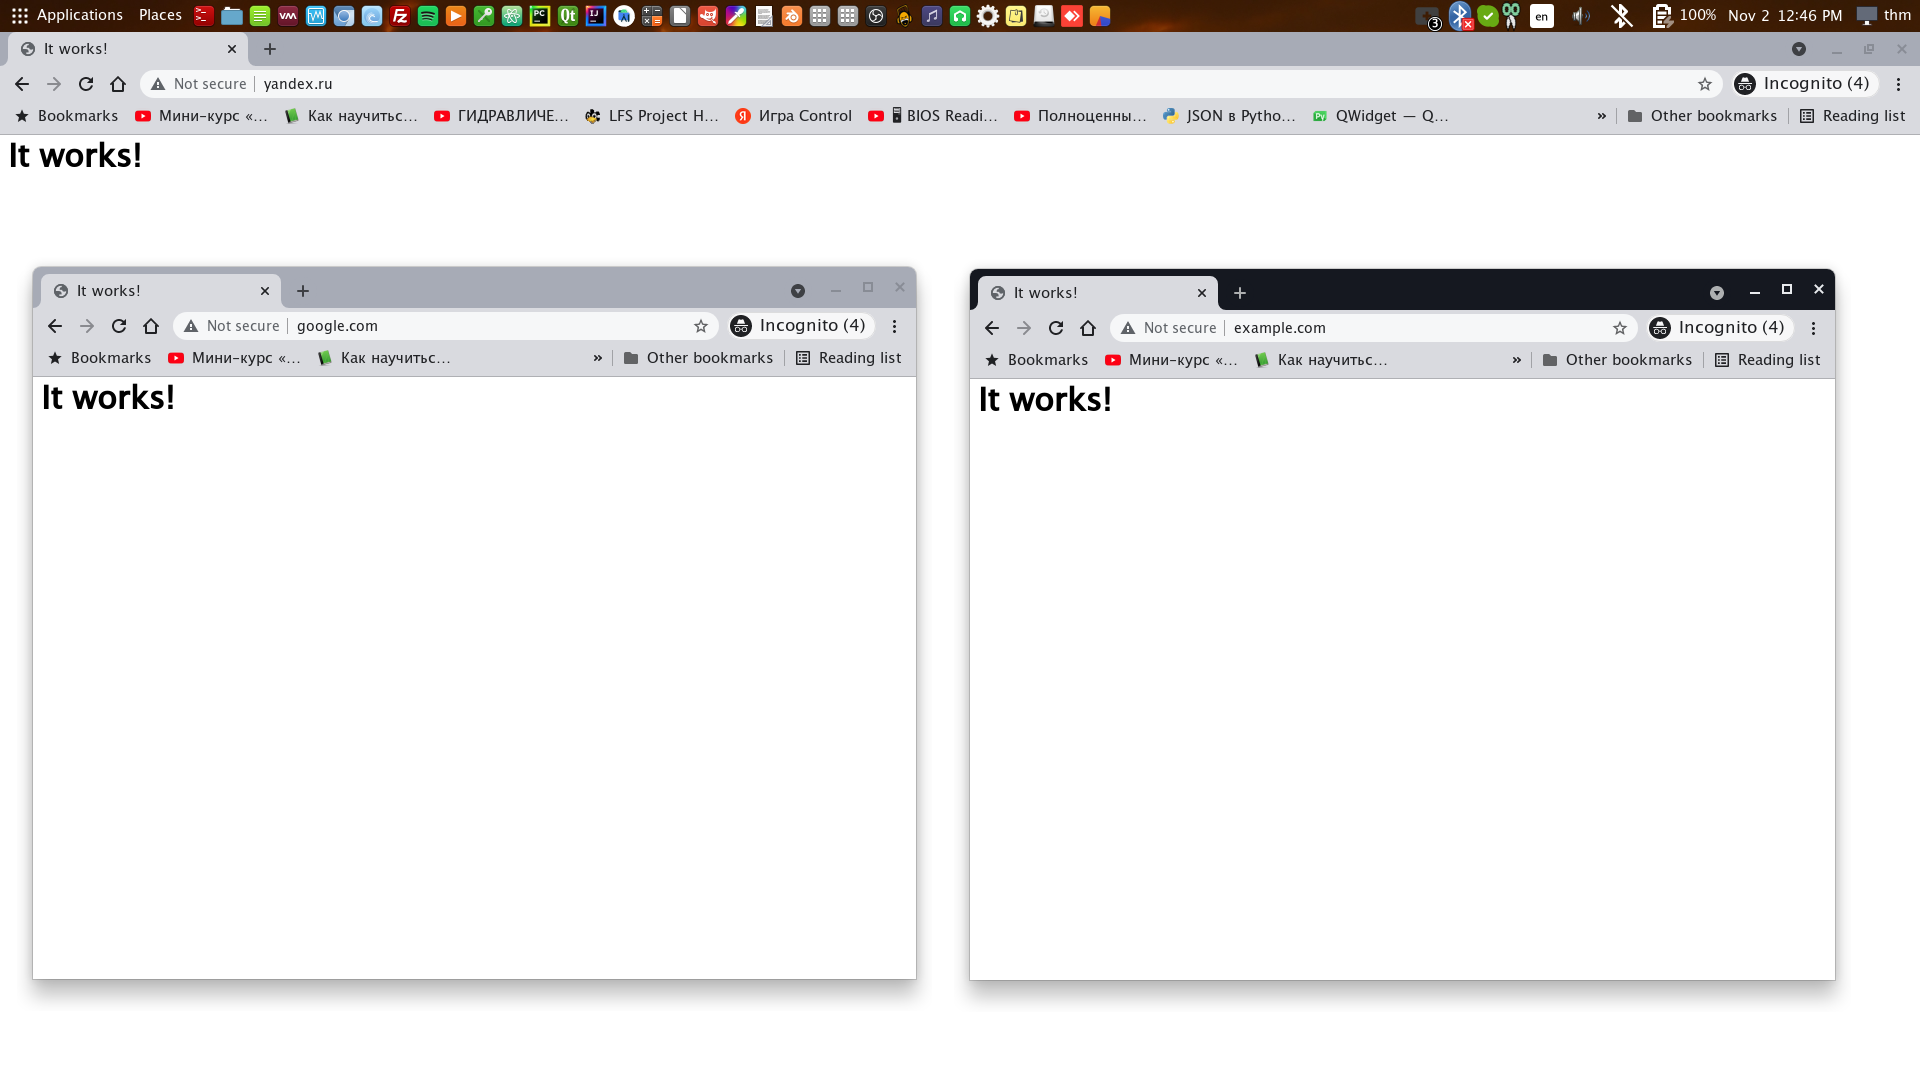 Applications Places 3 en 100% Nov 2 12:46 PM thm
It works!
Not secure yandex.ru Incognito (4)
Bookmarks Мини-курс «... Как научитьс... ГИДРАВЛИЧЕ... LFS Project H... Игра Control BIOS Readi... Полноценны... JSON в Pytho... QWidget — Q... » Other bookmarks Reading list
It works!
It works!
Not secure google.com Incognito (4)
Bookmarks Мини-курс «... Как научитьс... » Other bookmarks Reading list
It works!
It works!
Not secure example.com Incognito (4)
Bookmarks Мини-курс «... Как научитьс... » Other bookmarks Reading list
It works!